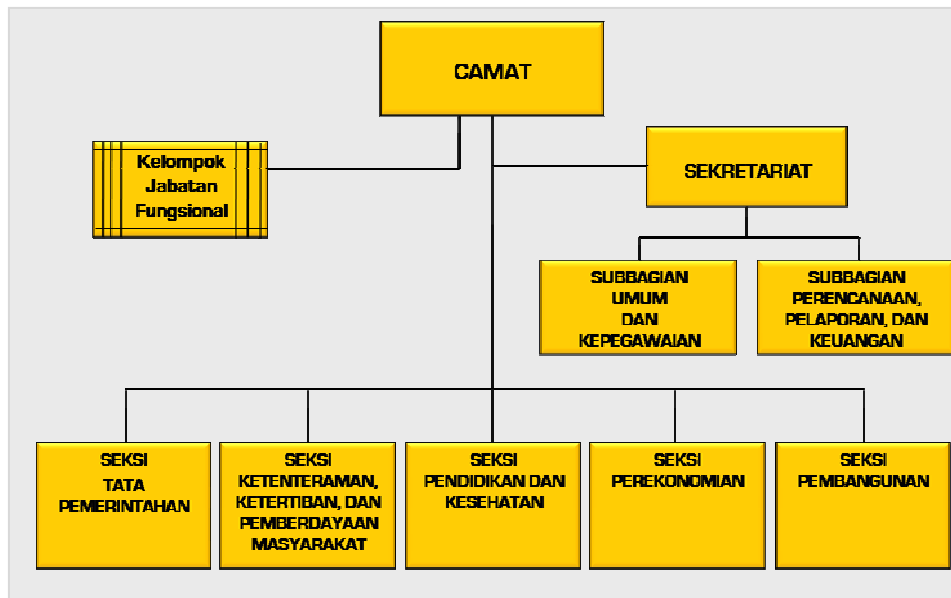 CAMAT
Kelompok
Jabatan
Fungsional
SEKRETARIAT
SUBBAGIAN
UMUM
DAN
KEPEGAWAIAN
SUBBAGIAN
PERENCANAAN,
PELAPORAN, DAN
KEUANGAN
SEKSI
TATA
PEMERINTAHAN
SEKSI
KETENTERAMAN,
KETERTIBAN, DAN
PEMBERDAYAAN
MASYARAKAT
SEKSI
PENDIDIKAN DAN
KESEHATAN
SEKSI
PEREKONOMIAN
SEKSI
PEMBANGUNAN